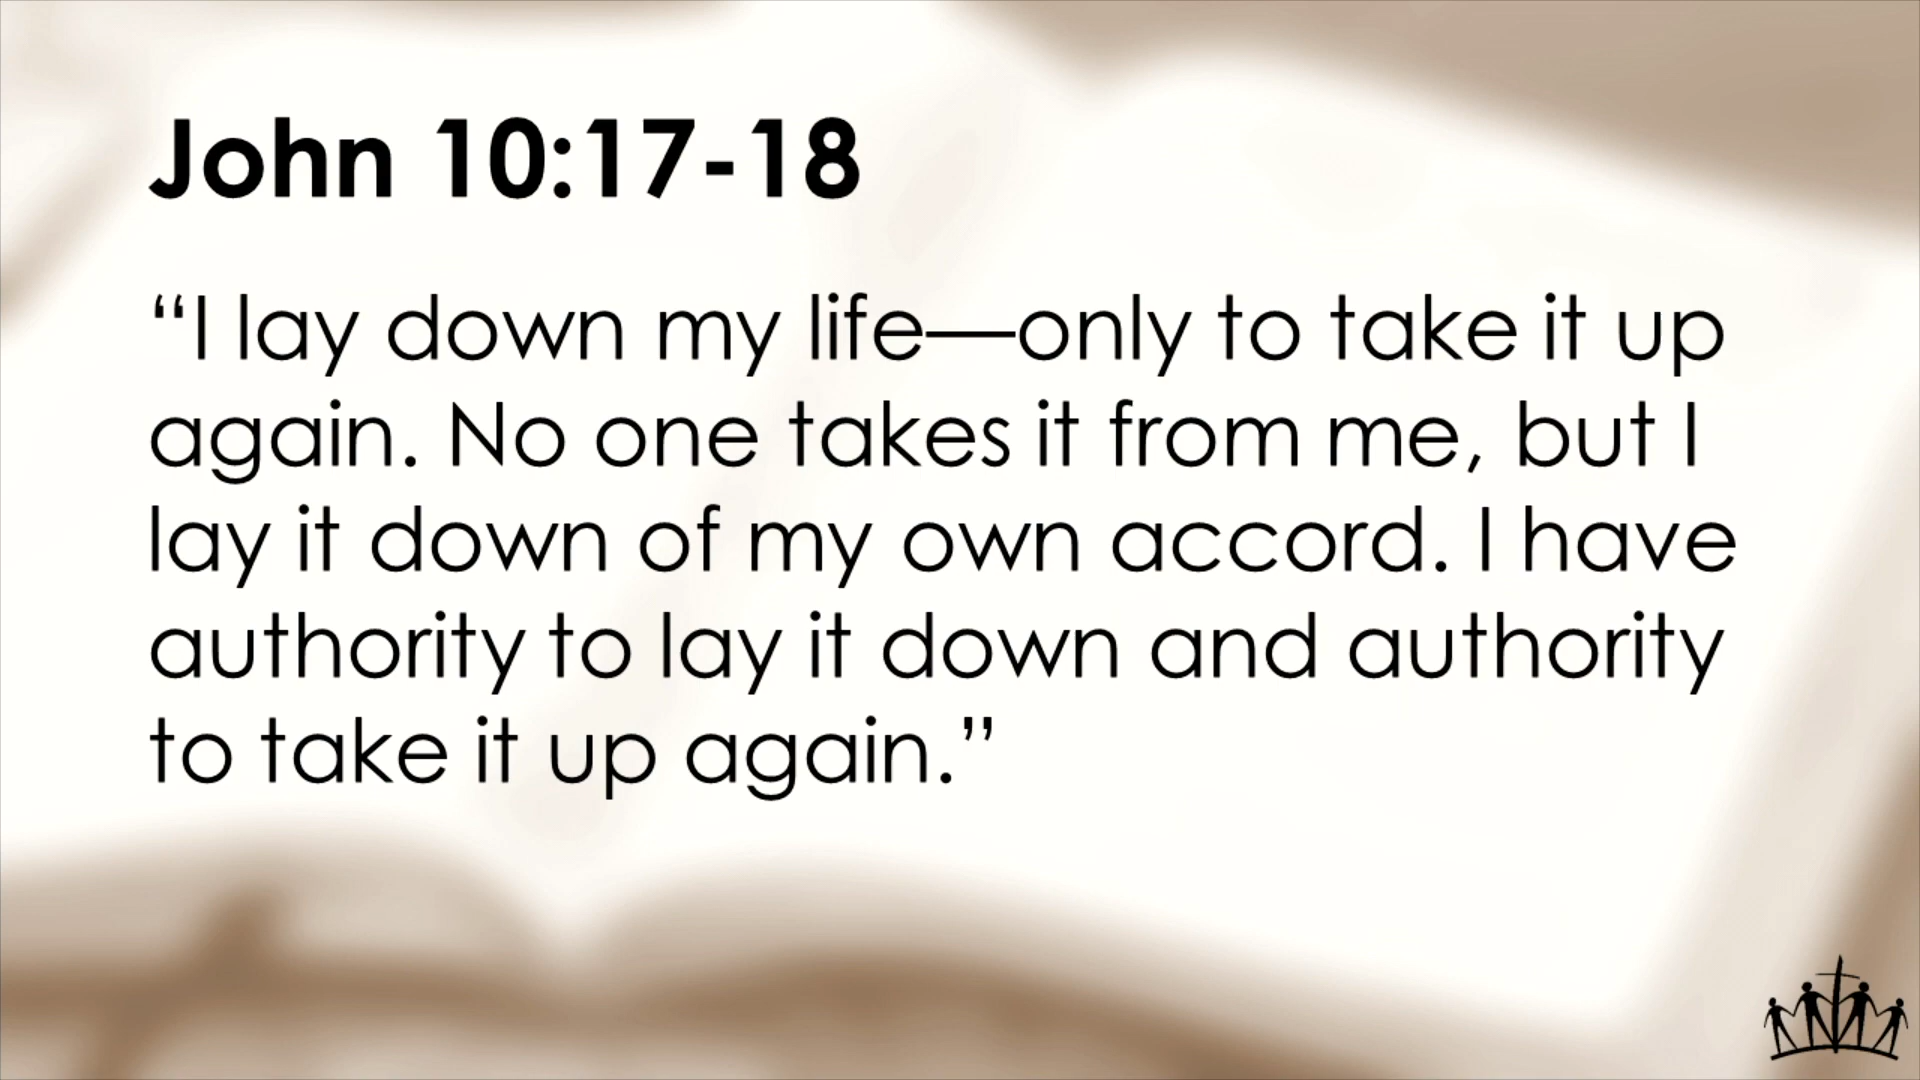 John 10:17-18
“I lay down my life—only to take it up
again. No one takes it from me, but I
lay it down of my own accord. I have
authority to lay it down and authority
to take it up again.”